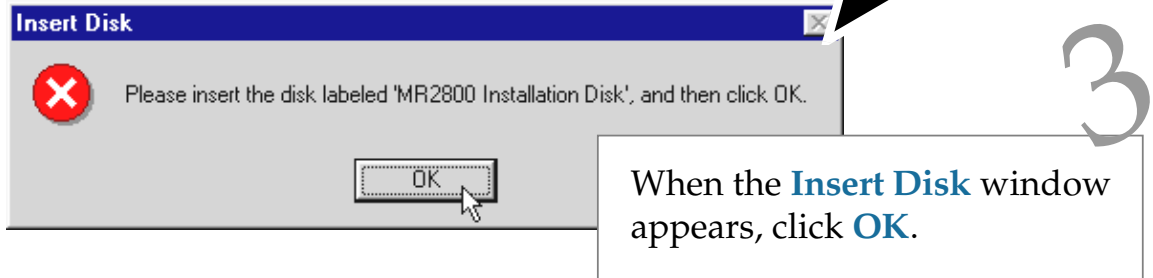 Insert Disk
Please insert the disk labeled 'MR2800 Installation Disk', and then click OK.
OK
3
When the Insert Disk window
appears, click OK.